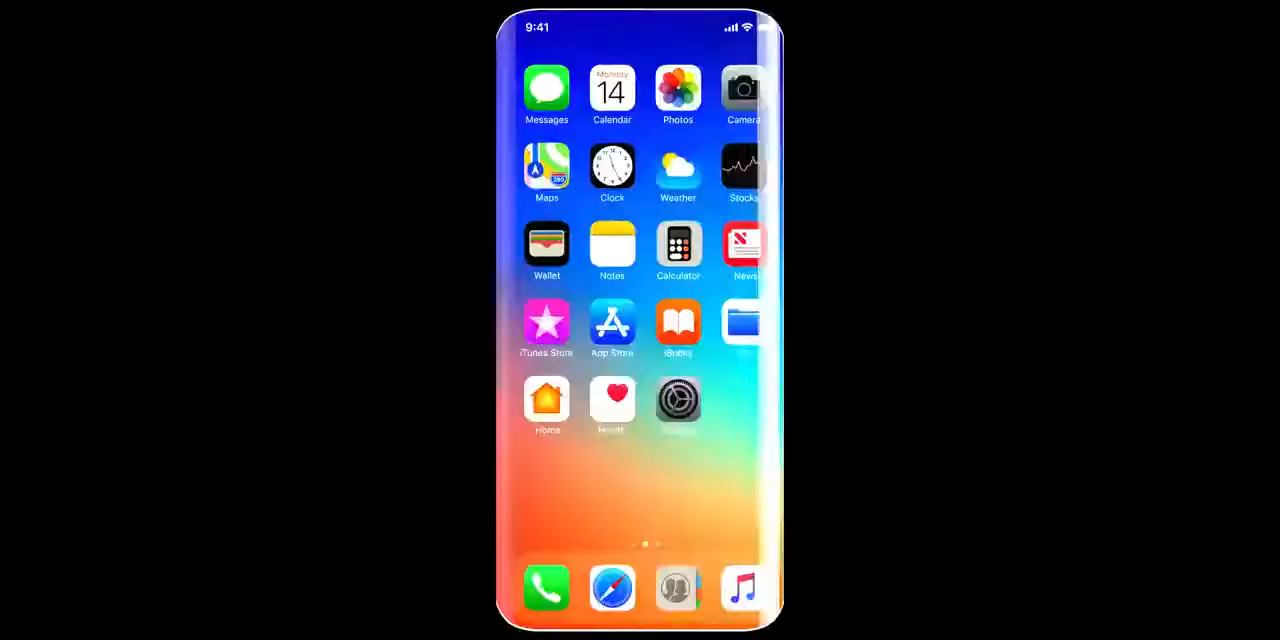 9:41
Monday
14
Messages Calendar Photos Camera
Maps Clock Weather Stocks
280
Wallet Notes Calculator News
iTunes Store App Store iBooks
Home